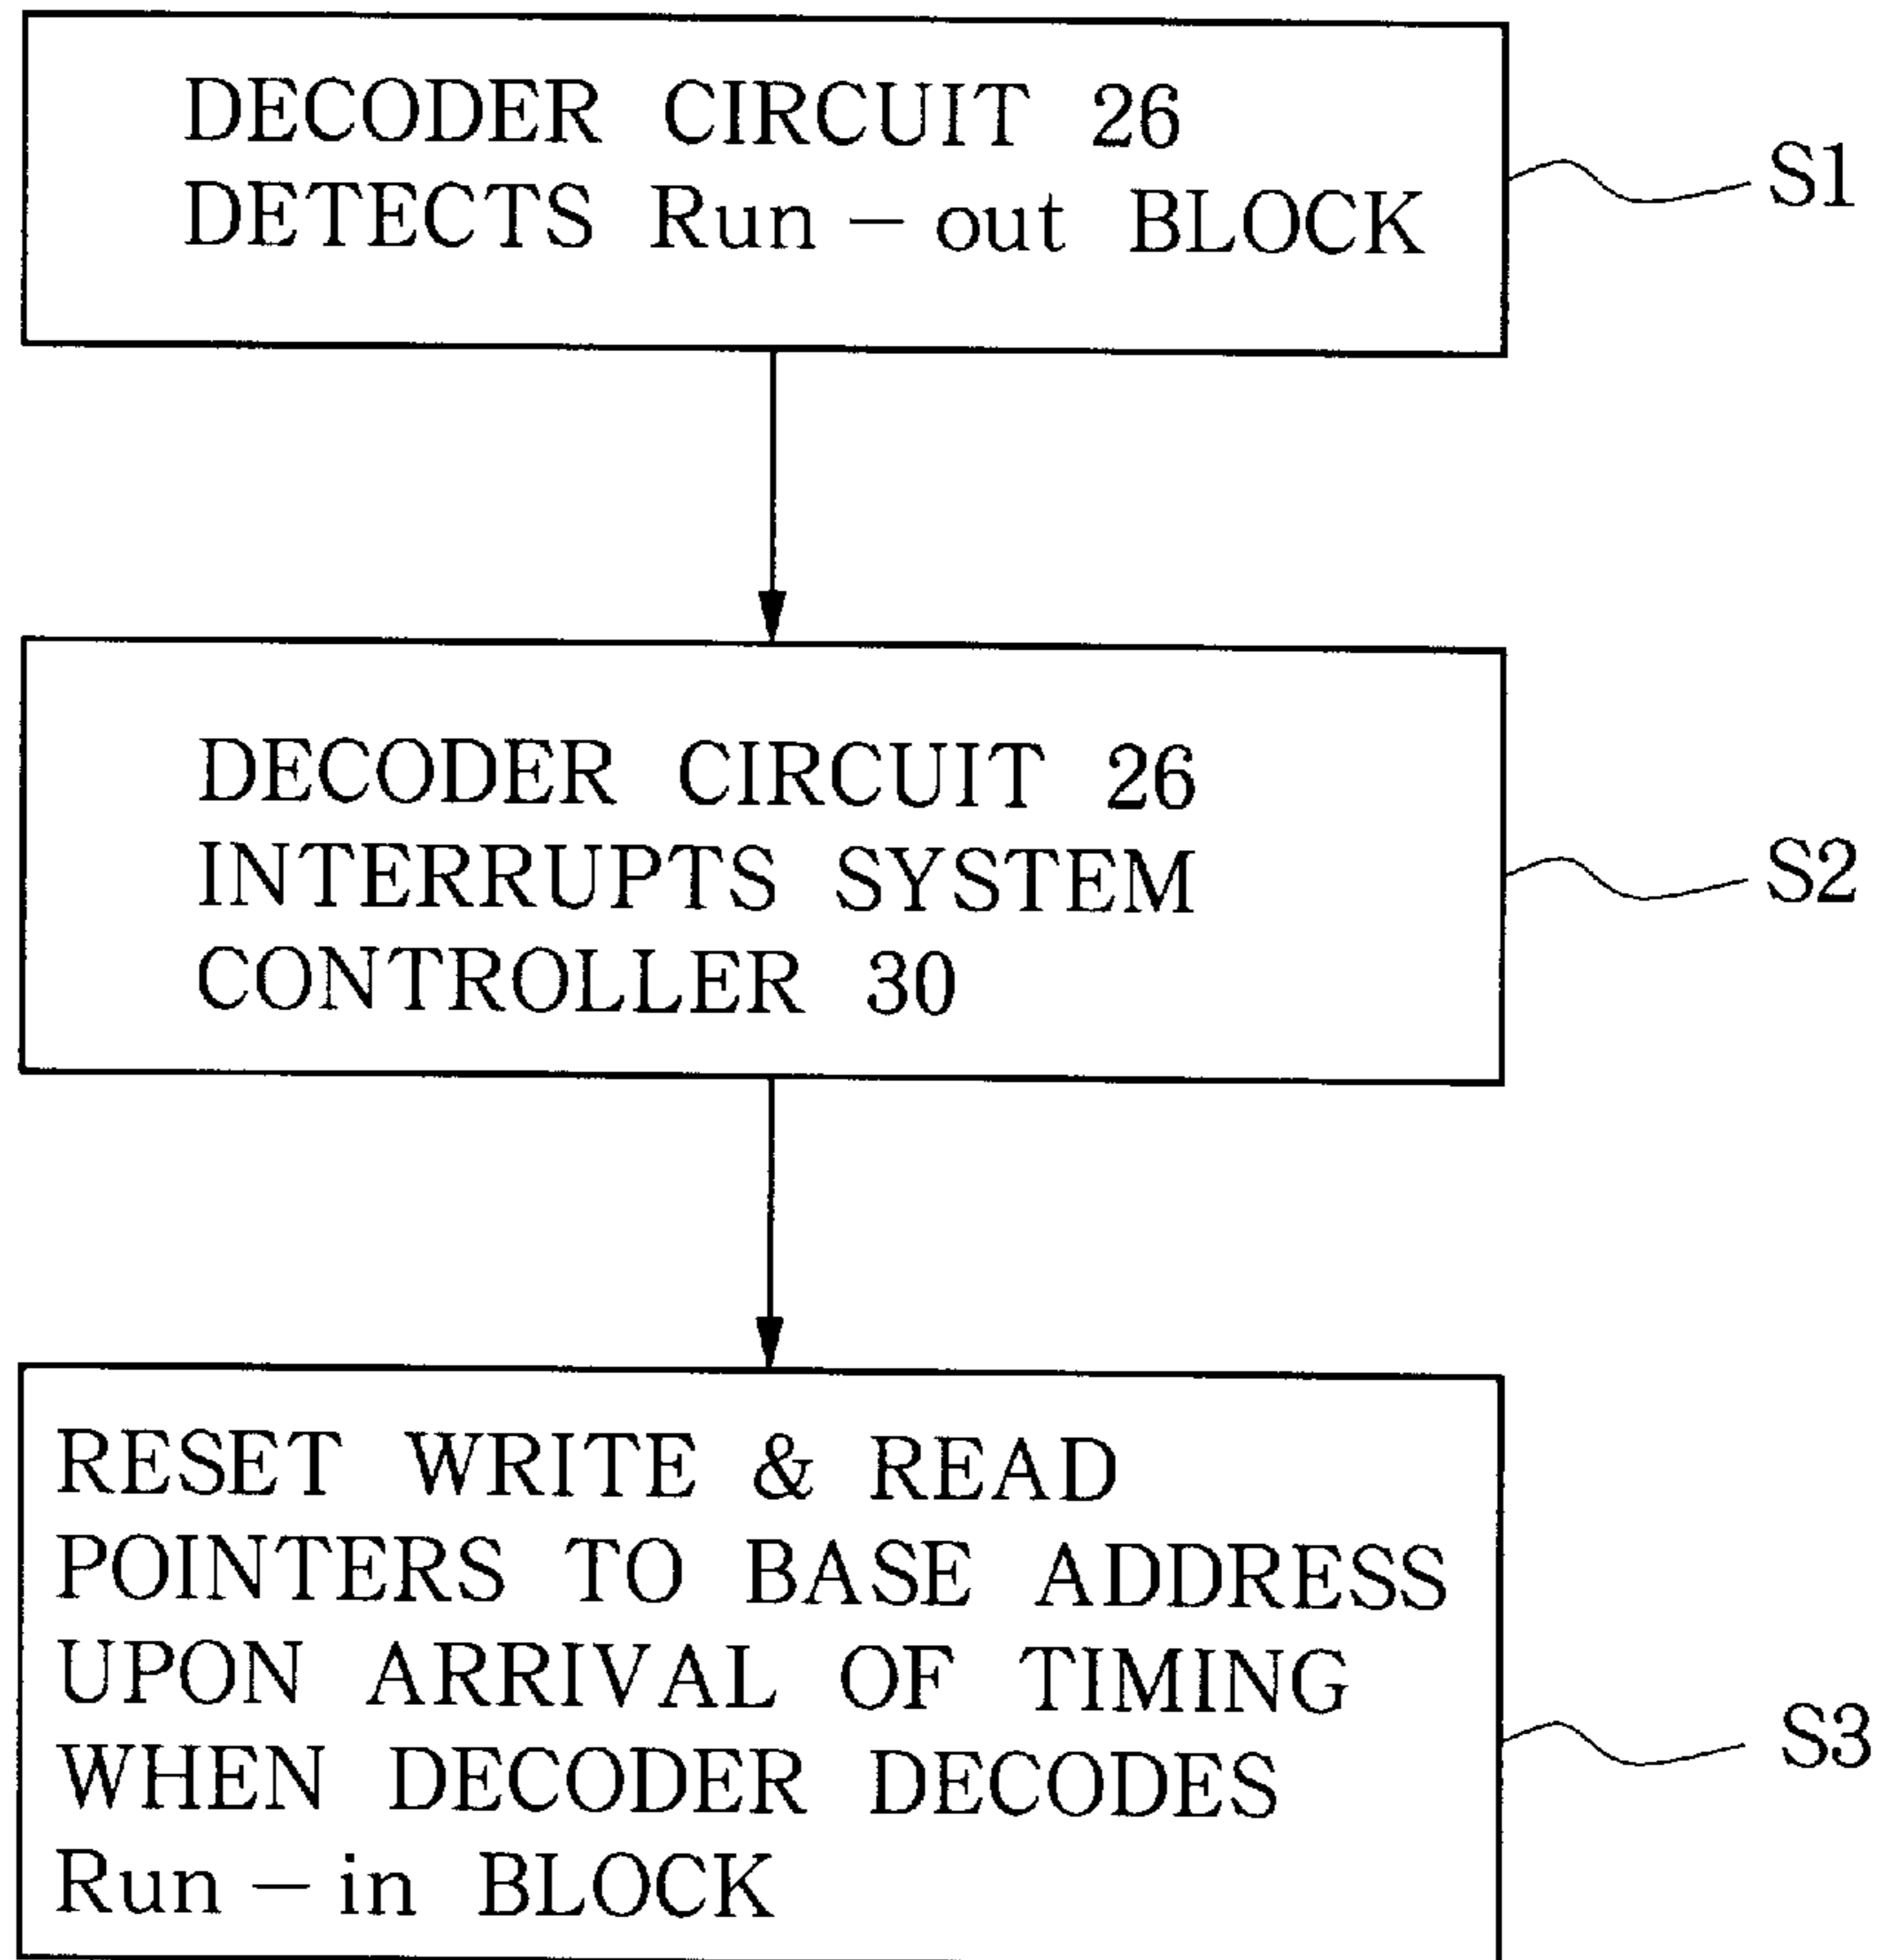 DECODER CIRCUIT 26
DETECTS Run-out BLOCK
S1
DECODER CIRCUIT 26
INTERRUPTS SYSTEM
CONTROLLER 30
S2
RESET WRITE & READ
POINTERS TO BASE ADDRESS
UPON ARRIVAL OF TIMING
WHEN DECODER DECODES
Run-in BLOCK
S3